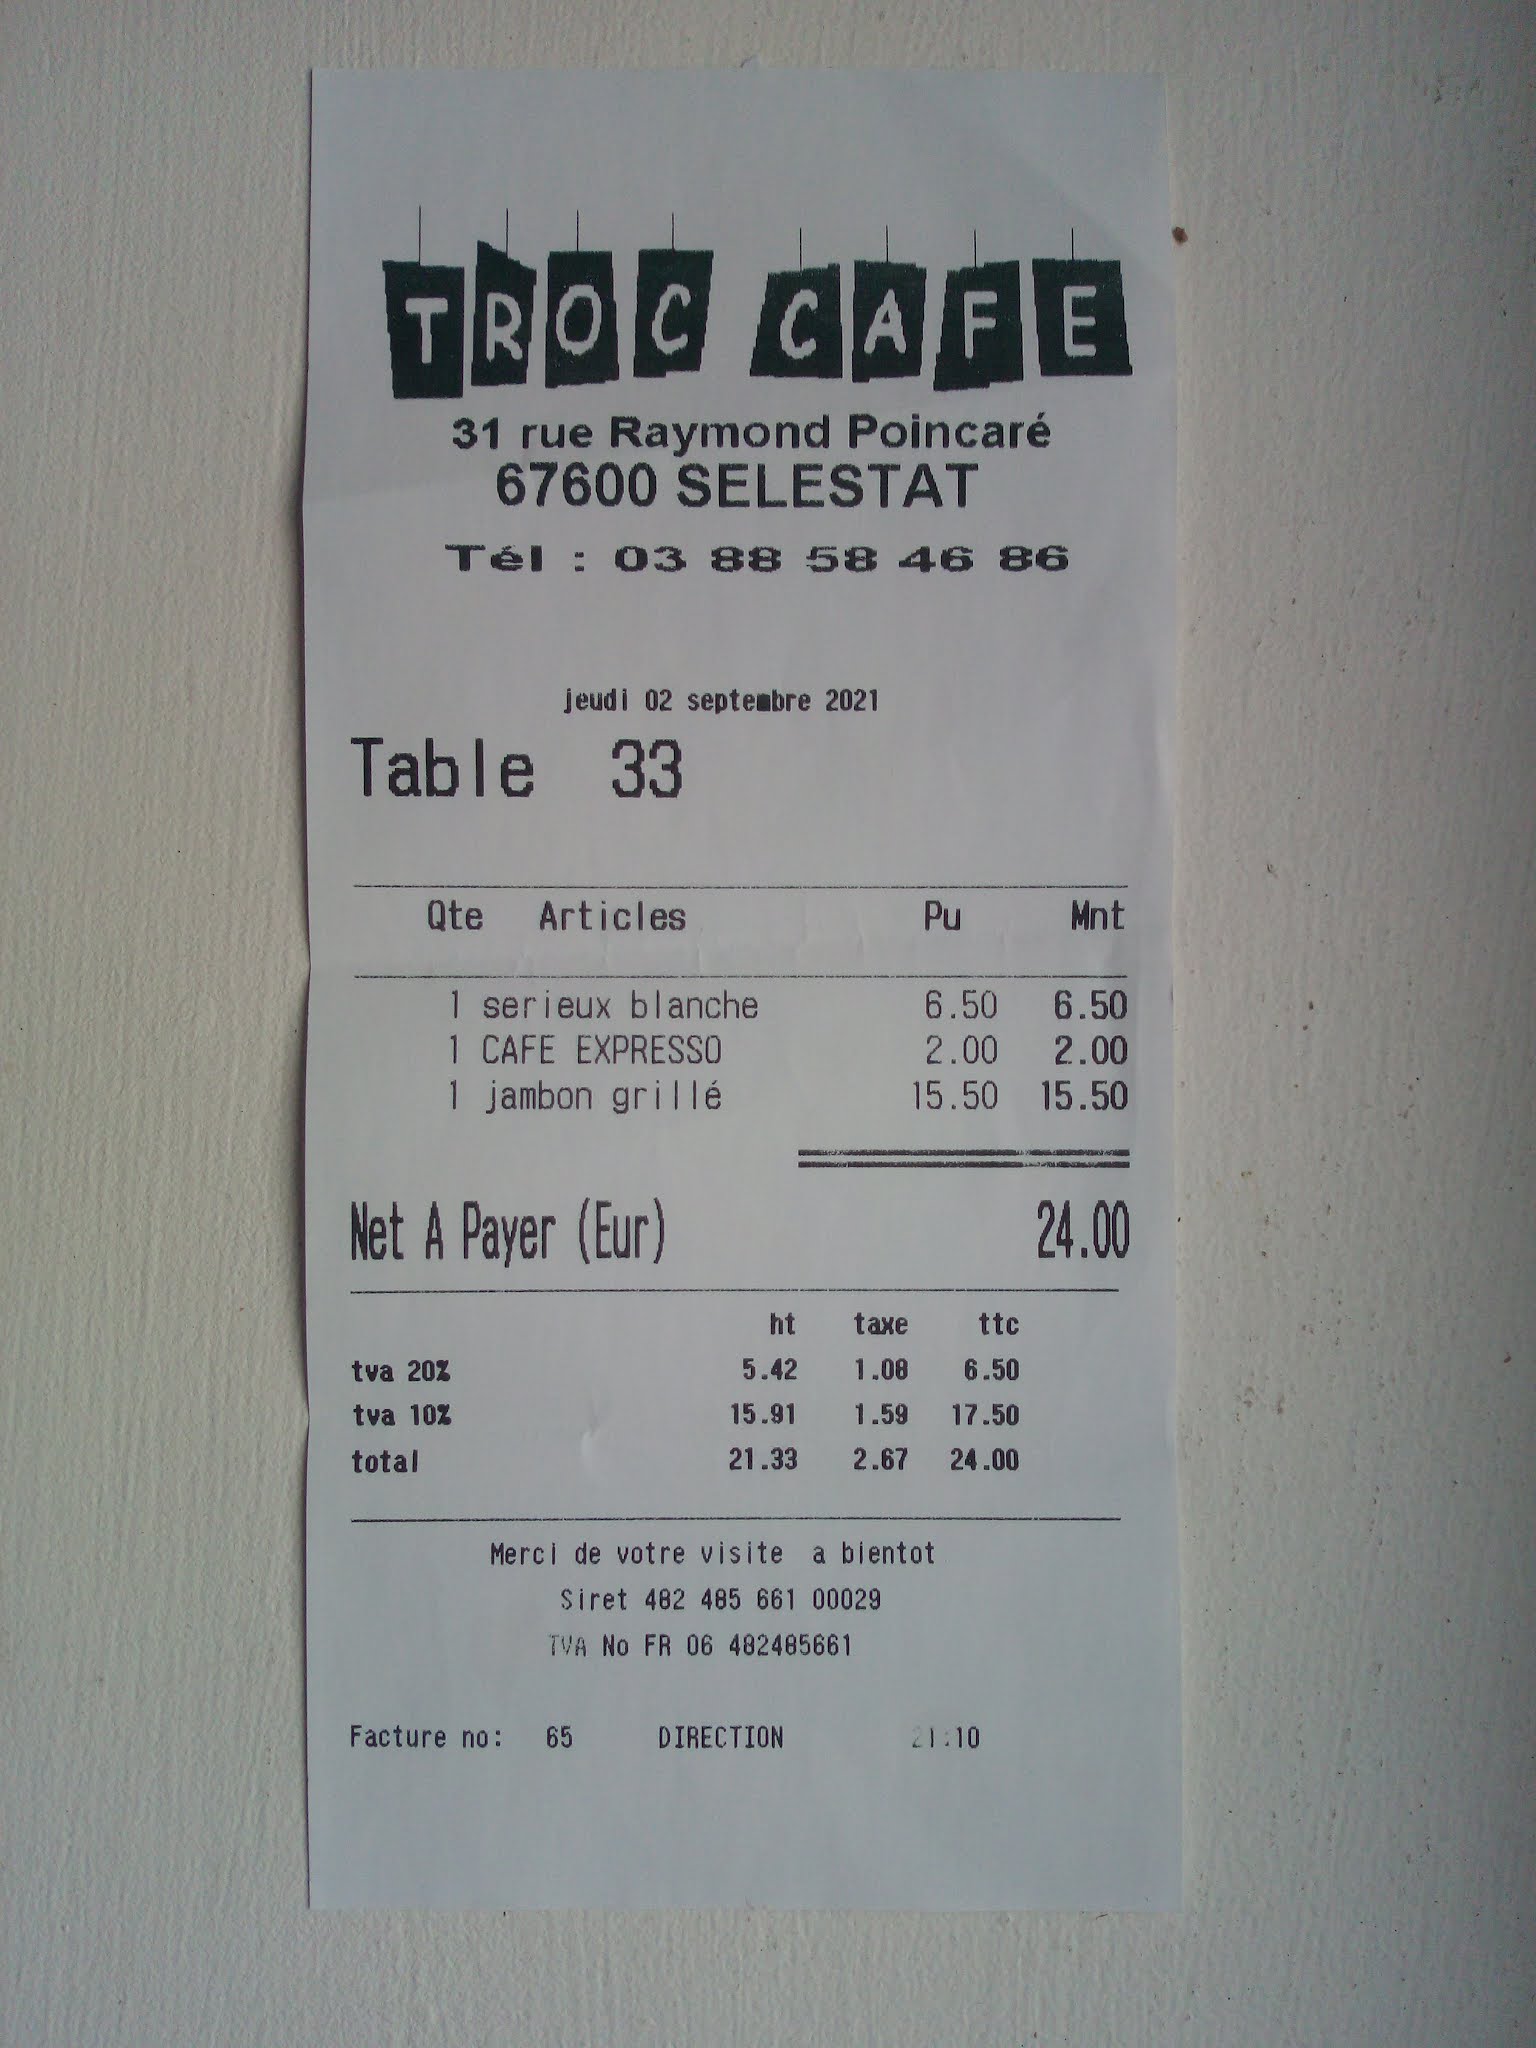 TROC CAFE
31 rue Raymond Poincaré
67600 SELESTAT
Tél : 03 88 58 46 86
jeudi 02 septembre 2021
Table 33
Qte Articles Pu Mnt
1 serieux blanche 6.50 6.50
1 CAFE EXPRESSO 2.00 2.00
1 jambon grillé 15.50 15.50
Net A Payer (Eur) 24.00
ht taxe ttc
tva 20% 5.42 1.08 6.50
tva 10% 15.91 1.59 17.50
total 21.33 2.67 24.00
Merci de votre visite a bientot
Siret 482 485 661 00029
TVA No FR 06 482485661
Facture no: 65 DIRECTION 21:10